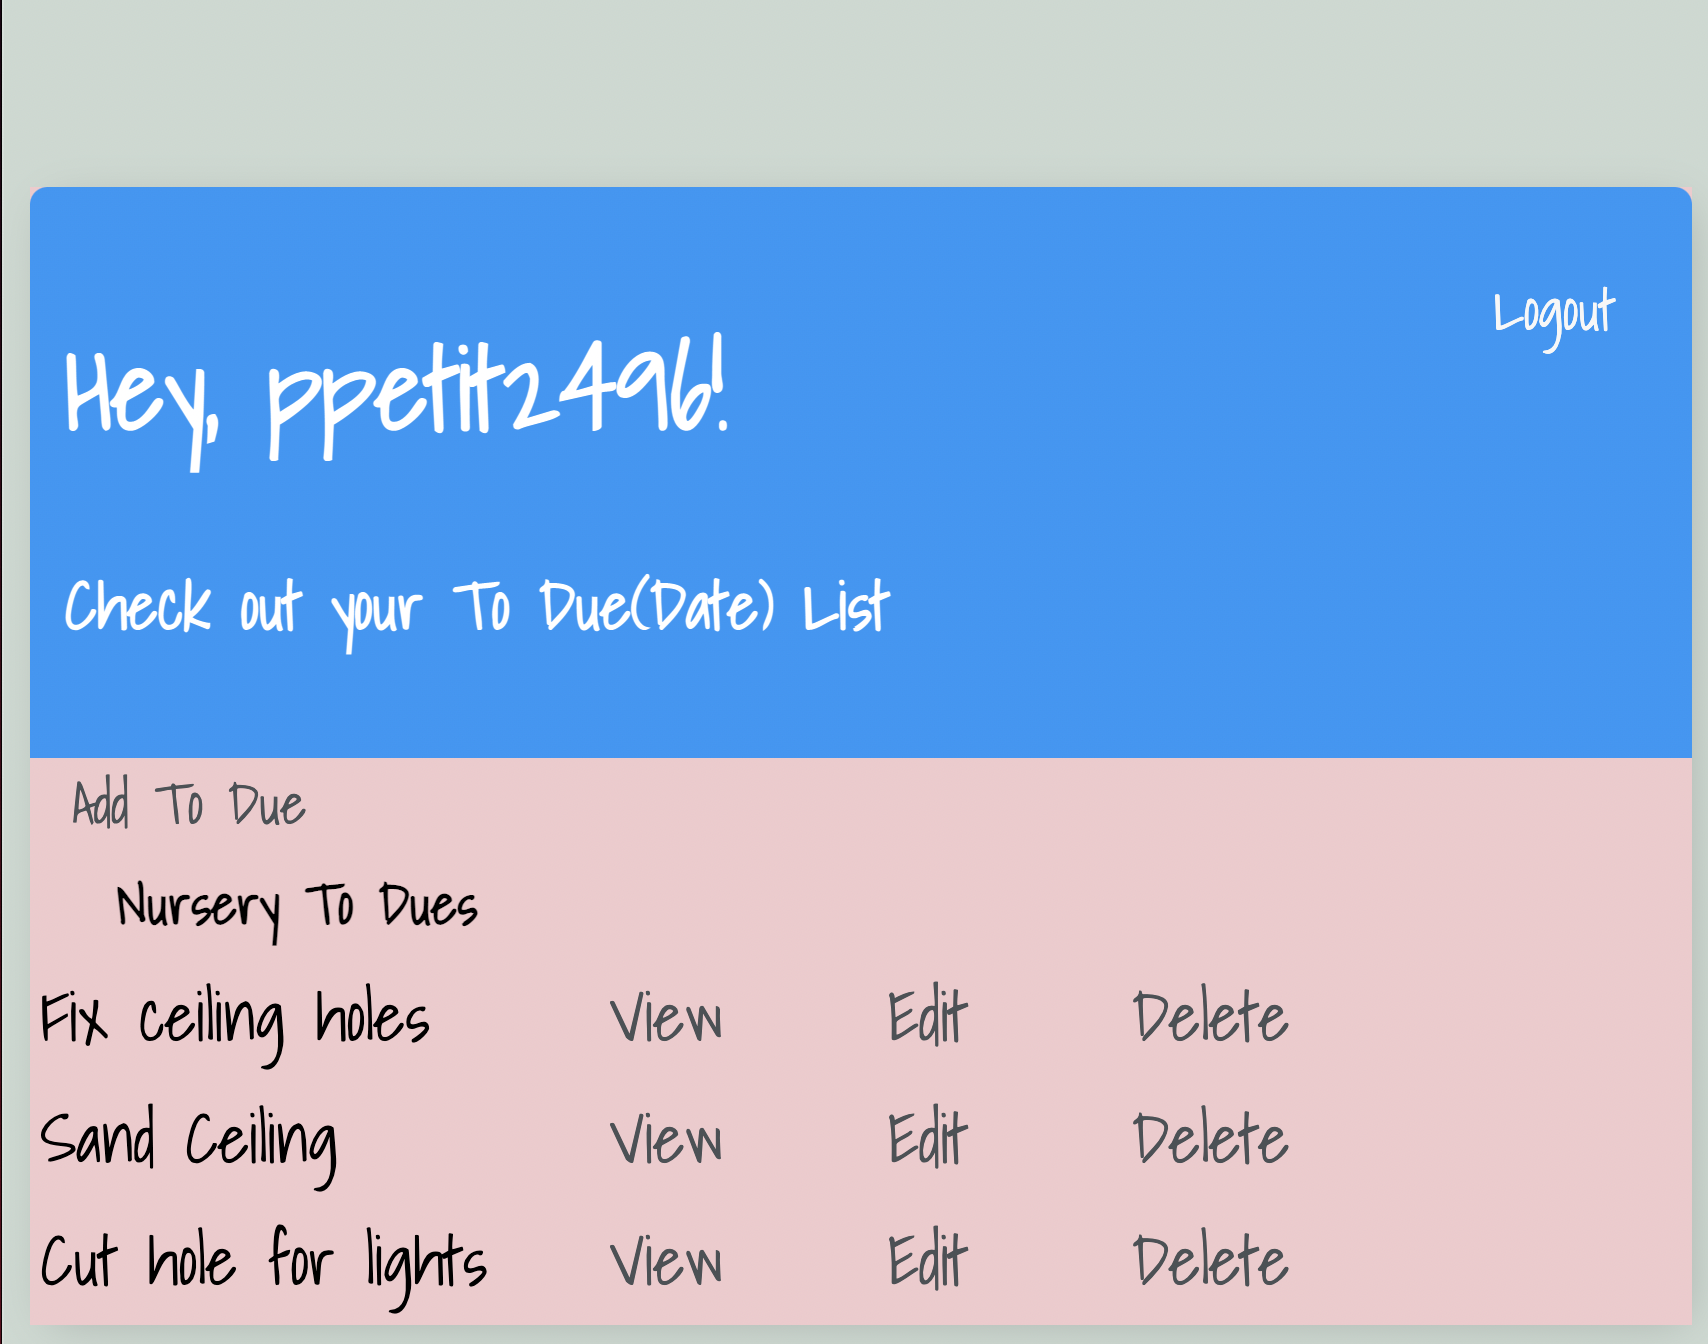 Logout
Hey, ppetit2496!
Check out your To Due(Date) List
Add To Due
Nursery To Dues
Fix ceiling holes View Edit Delete
Sand Ceiling View Edit Delete
Cut hole for lights View Edit Delete